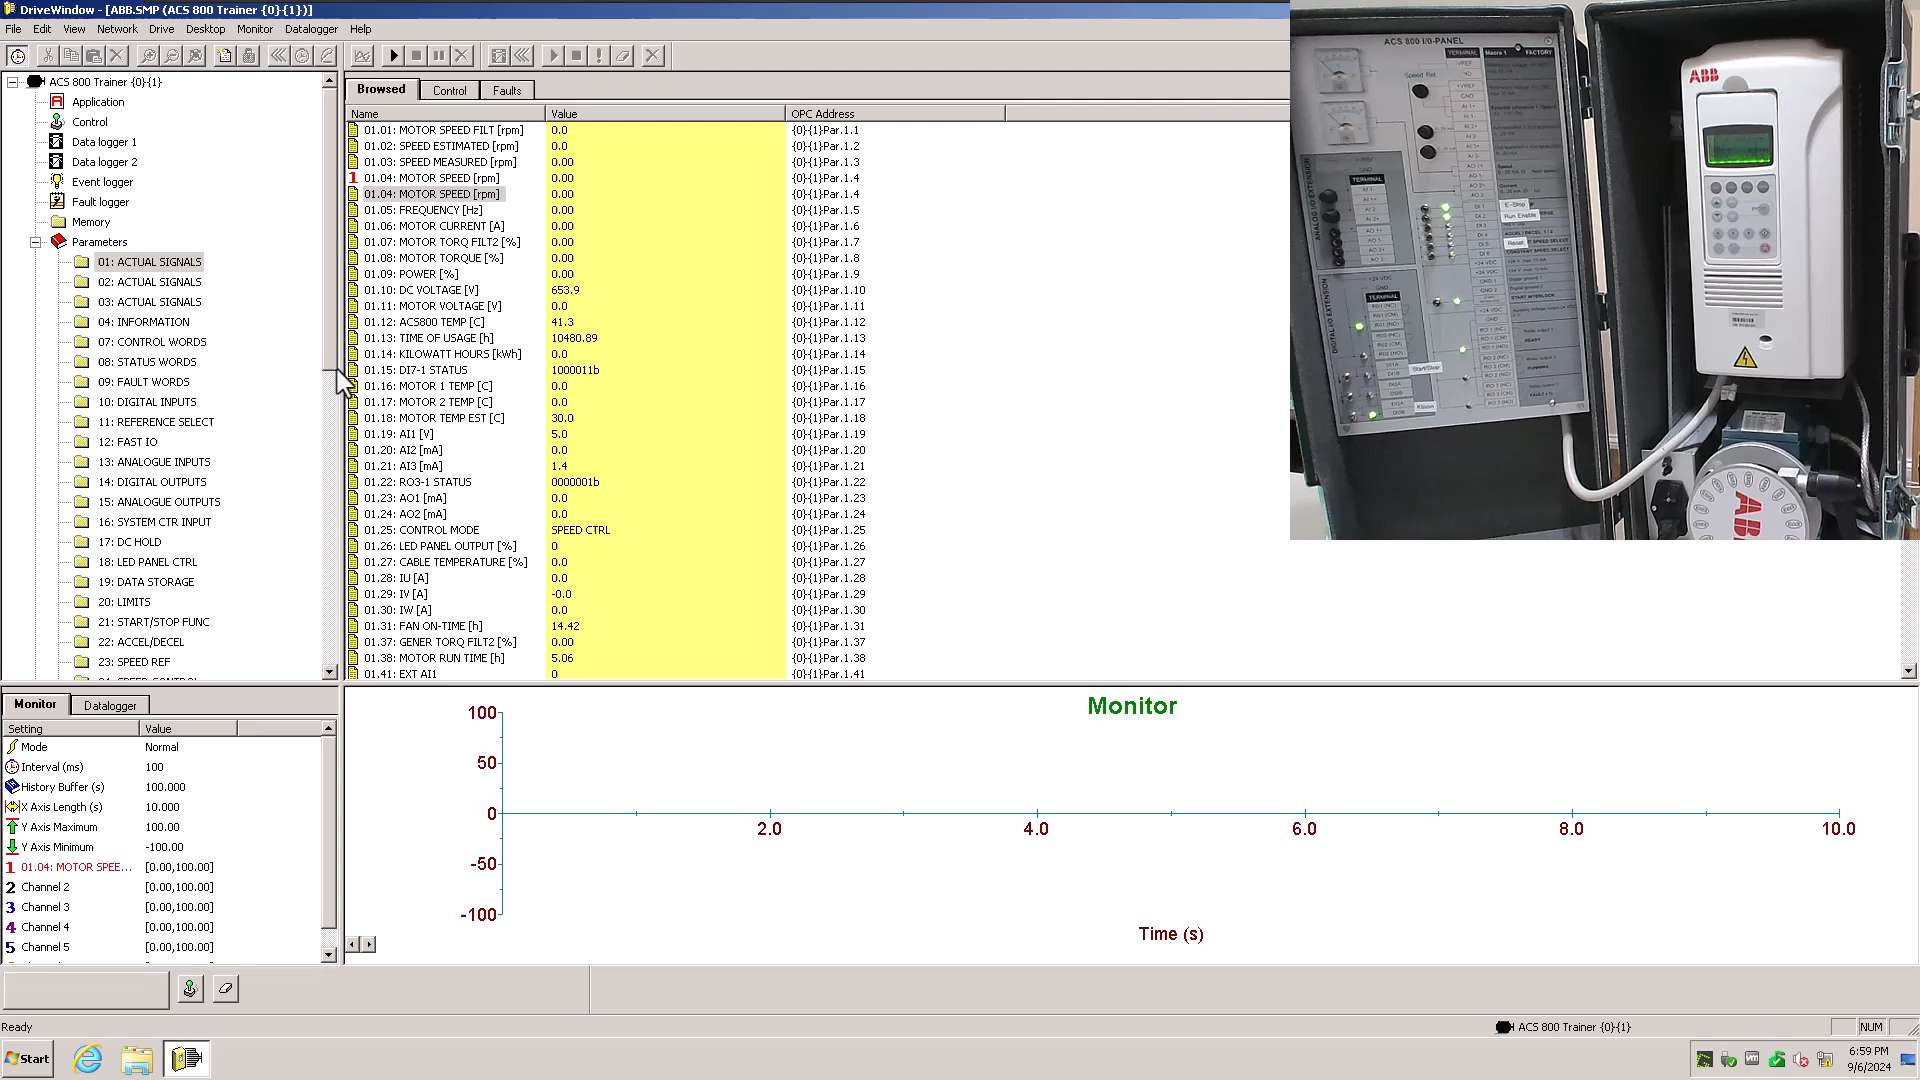 DriveWindow - [ABB.SMP (ACS 800 Trainer {0}{1})]
File Edit View Network Drive Desktop Monitor Datalogger Help
ACS 800 Trainer {0}{1}
Application
Control
Data logger 1
Data logger 2
Event logger
Fault logger
Memory
Parameters
01: ACTUAL SIGNALS
02: ACTUAL SIGNALS
03: ACTUAL SIGNALS
04: INFORMATION
07: CONTROL WORDS
08: STATUS WORDS
09: FAULT WORDS
10: DIGITAL INPUTS
11: REFERENCE SELECT
12: FAST IO
13: ANALOGUE INPUTS
14: DIGITAL OUTPUTS
15: ANALOGUE OUTPUTS
16: SYSTEM CTR INPUT
17: DC HOLD
18: LED PANEL CTRL
19: DATA STORAGE
20: LIMITS
21: START/STOP FUNC
22: ACCEL/DECEL
23: SPEED REF
Browsed Control Faults
Name Value OPC Address
01.01: MOTOR SPEED FILT [rpm] 0.0 {0}{1}Par.1.1
01.02: SPEED ESTIMATED [rpm] 0.0 {0}{1}Par.1.2
01.03: SPEED MEASURED [rpm] 0.00 {0}{1}Par.1.3
1 01.04: MOTOR SPEED [rpm] 0.00 {0}{1}Par.1.4
01.04: MOTOR SPEED [rpm] 0.00 {0}{1}Par.1.4
01.05: FREQUENCY [Hz] 0.00 {0}{1}Par.1.5
01.06: MOTOR CURRENT [A] 0.00 {0}{1}Par.1.6
01.07: MOTOR TORQ FILT2 [%] 0.00 {0}{1}Par.1.7
01.08: MOTOR TORQUE [%] 0.00 {0}{1}Par.1.8
01.09: POWER [%] 0.00 {0}{1}Par.1.9
01.10: DC VOLTAGE [V] 653.9 {0}{1}Par.1.10
01.11: MOTOR VOLTAGE [V] 0.0 {0}{1}Par.1.11
01.12: ACS800 TEMP [C] 41.3 {0}{1}Par.1.12
01.13: TIME OF USAGE [h] 10480.89 {0}{1}Par.1.13
01.14: KILOWATT HOURS [kWh] 0.0 {0}{1}Par.1.14
01.15: DI7-1 STATUS 1000011b {0}{1}Par.1.15
01.16: MOTOR 1 TEMP [C] 0.0 {0}{1}Par.1.16
01.17: MOTOR 2 TEMP [C] 0.0 {0}{1}Par.1.17
01.18: MOTOR TEMP EST [C] 30.0 {0}{1}Par.1.18
01.19: AI1 [V] 5.0 {0}{1}Par.1.19
01.20: AI2 [mA] 0.0 {0}{1}Par.1.20
01.21: AI3 [mA] 1.4 {0}{1}Par.1.21
01.22: RO3-1 STATUS 0000001b {0}{1}Par.1.22
01.23: AO1 [mA] 0.0 {0}{1}Par.1.23
01.24: AO2 [mA] 0.0 {0}{1}Par.1.24
01.25: CONTROL MODE SPEED CTRL {0}{1}Par.1.25
01.26: LED PANEL OUTPUT [%] 0 {0}{1}Par.1.26
01.27: CABLE TEMPERATURE [%] 0.0 {0}{1}Par.1.27
01.28: IU [A] 0.0 {0}{1}Par.1.28
01.29: IV [A] -0.0 {0}{1}Par.1.29
01.30: IW [A] 0.0 {0}{1}Par.1.30
01.31: FAN ON-TIME [h] 14.42 {0}{1}Par.1.31
01.37: GENER TORQ FILT2 [%] 0.00 {0}{1}Par.1.37
01.38: MOTOR RUN TIME [h] 5.06 {0}{1}Par.1.38
01.41: EXT AI1 0 {0}{1}Par.1.41
ACS 800 I/O-PANEL
TERMINAL Macro 1 FACTORY
Speed Ref.
ANALOG I/O EXTENSION
TERMINAL
E-Stop
Run Enable
Reset
DIGITAL I/O EXTENSION
TERMINAL
Start/Stop
ABB
ABB
Monitor Datalogger
Setting Value
Mode Normal
Interval (ms) 100
History Buffer (s) 100.000
X Axis Length (s) 10.000
Y Axis Maximum 100.00
Y Axis Minimum -100.00
1 01.04: MOTOR SPEE... [0.00,100.00]
2 Channel 2 [0.00,100.00]
3 Channel 3 [0.00,100.00]
4 Channel 4 [0.00,100.00]
5 Channel 5 [0.00,100.00]
Monitor
100
50
0
-50
-100
2.0 4.0 6.0 8.0 10.0
Time (s)
Ready
ACS 800 Trainer {0}{1}
NUM
Start
6:59 PM
9/6/2024